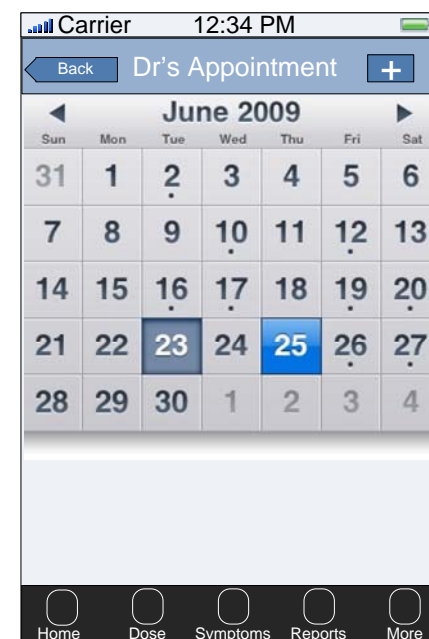 Carrier 12:34 PM
Back Dr's Appointment +
June 2009
Sun Mon Tue Wed Thu Fri Sat
31 1 2 3 4 5 6
7 8 9 10 11 12 13
14 15 16 17 18 19 20
21 22 23 24 25 26 27
28 29 30 1 2 3 4
Home Dose Symptoms Reports More